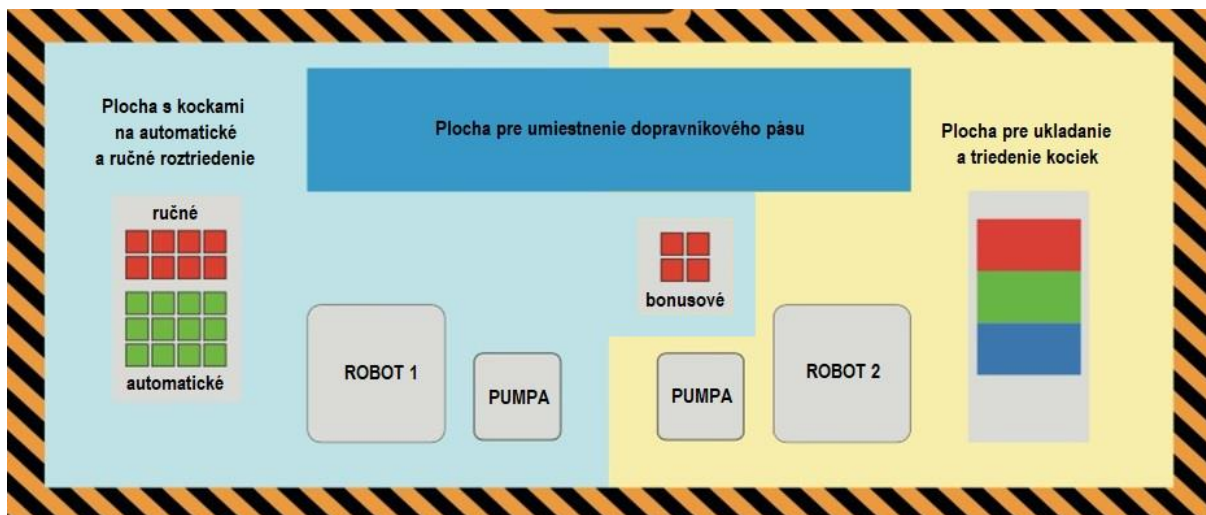 Plocha s kockami
na automatické
a ručné roztriedenie
ručné
automatické
Plocha pre umiestnenie dopravníkového pásu
bonusové
ROBOT 1
PUMPA
PUMPA
ROBOT 2
Plocha pre ukladanie
a triedenie kociek